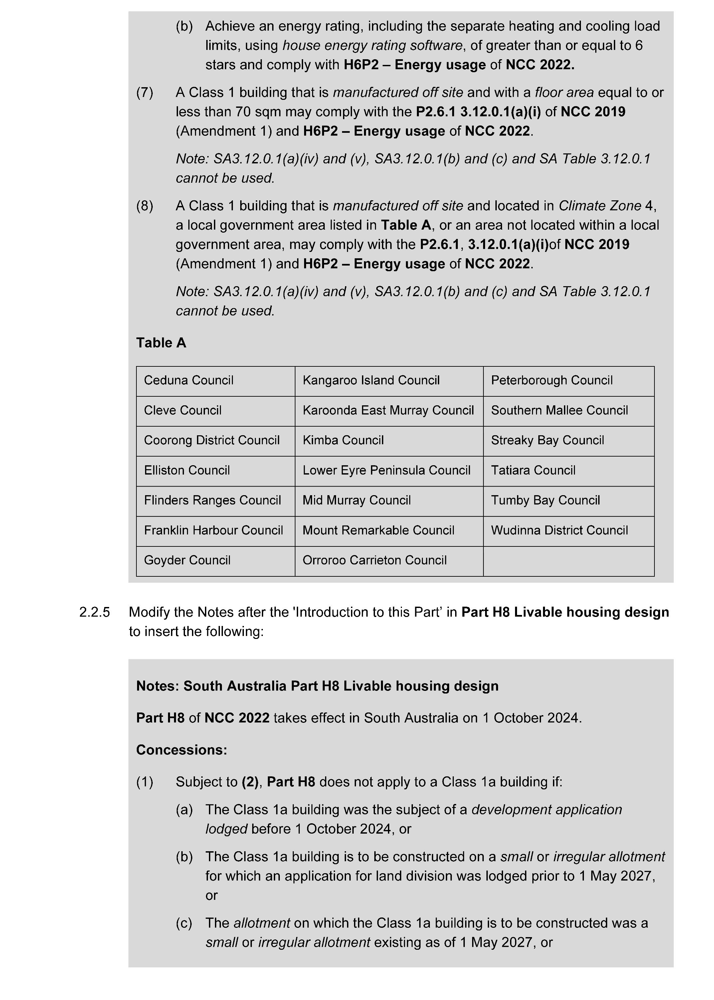 (b) Achieve an energy rating, including the separate heating and cooling load
limits, using house energy rating software, of greater than or equal to 6
stars and comply with H6P2 – Energy usage of NCC 2022.
(7) A Class 1 building that is manufactured off site and with a floor area equal to or
less than 70 sqm may comply with the P2.6.1 3.12.0.1(a)(i) of NCC 2019
(Amendment 1) and H6P2 – Energy usage of NCC 2022.
Note: SA3.12.0.1(a)(iv) and (v), SA3.12.0.1(b) and (c) and SA Table 3.12.0.1
cannot be used.
(8) A Class 1 building that is manufactured off site and located in Climate Zone 4,
a local government area listed in Table A, or an area not located within a local
government area, may comply with the P2.6.1, 3.12.0.1(a)(i)of NCC 2019
(Amendment 1) and H6P2 – Energy usage of NCC 2022.
Note: SA3.12.0.1(a)(iv) and (v), SA3.12.0.1(b) and (c) and SA Table 3.12.0.1
cannot be used.
Table A
Ceduna Council Kangaroo Island Council Peterborough Council
Cleve Council Karoonda East Murray Council Southern Mallee Council
Coorong District Council Kimba Council Streaky Bay Council
Elliston Council Lower Eyre Peninsula Council Tatiara Council
Flinders Ranges Council Mid Murray Council Tumby Bay Council
Franklin Harbour Council Mount Remarkable Council Wudinna District Council
Goyder Council Orroroo Carrieton Council
2.2.5 Modify the Notes after the 'Introduction to this Part’ in Part H8 Livable housing design
to insert the following:
Notes: South Australia Part H8 Livable housing design
Part H8 of NCC 2022 takes effect in South Australia on 1 October 2024.
Concessions:
(1) Subject to (2), Part H8 does not apply to a Class 1a building if:
(a) The Class 1a building was the subject of a development application
lodged before 1 October 2024, or
(b) The Class 1a building is to be constructed on a small or irregular allotment
for which an application for land division was lodged prior to 1 May 2027,
or
(c) The allotment on which the Class 1a building is to be constructed was a
small or irregular allotment existing as of 1 May 2027, or